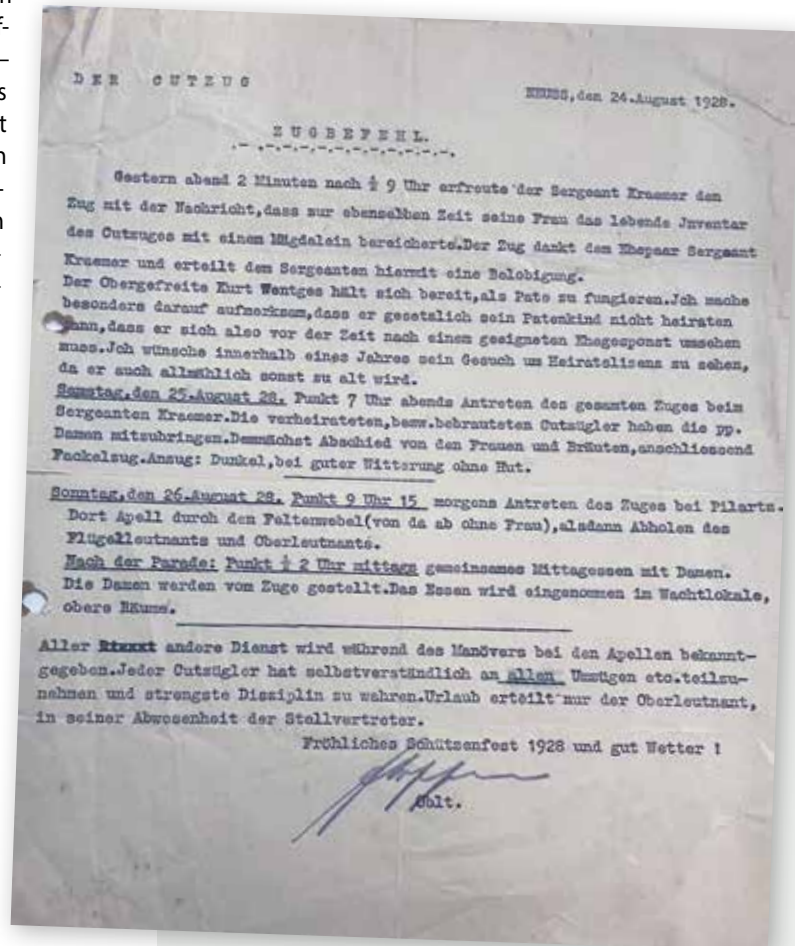 DER CUTZUG
NEUSS,den 24.August 1928.
ZUGBEFEHL.
Gestern abend 2 Minuten nach ½ 9 Uhr erfreute der Sergeant Kraemer den
Zug mit der Nachricht,dass zur ebenselben Zeit seine Frau das lebende Jnventar
des Cutzuges mit einem Mägdelein bereicherte.Der Zug dankt dem Ehepaar Sergeant
Kraemer und erteilt dem Sergeanten hiermit eine Belobigung.
Der Obergefreite Kurt Wentges hält sich bereit,als Pate zu fungieren.Jch mache
besonders darauf aufmerksam,dass er gesetzlich sein Patenkind nicht heiraten
kann,dass er sich also vor der Zeit nach einem geeigneten Ehegesponst umsehen
muss.Jch wünsche innerhalb eines Jahres sein Gesuch um Heiratslizens zu sehen,
da er auch allmählich sonst zu alt wird.
Samstag,den 25.August 28. Punkt 7 Uhr abends Antreten des gesamten Zuges beim
Sergeanten Kraemer.Die verheirateten,bezw.bebrauteten Cutzügler haben die pp.
Damen mitzubringen.Demnächst Abschied von den Frauen und Bräuten,anschliessend
Fackelzug.Anzug: Dunkel,bei guter Witterung ohne Hut.
Sonntag,den 26.August 28. Punkt 9 Uhr 15 morgens Antreten des Zuges bei Pilartz.
Dort Apell durch den Feltenwebel(von da ab ohne Frau),alsdann Abholen des
Flügelleutnants und Oberleutnants.
Nach der Parade: Punkt ½ 2 Uhr mittags gemeinsames Mittagessen mit Damen.
Die Damen werden vom Zuge gestellt.Das Essen wird eingenommen im Wachtlokale,
obere Räume.
Aller andere Dienst wird während des Manövers bei den Apellen bekannt-
gegeben.Jeder Cutzügler hat selbstverständlich an allen Umzügen etc.teilzu-
nehmen und strengste Disziplin zu wahren.Urlaub erteilt nur der Oberleutnant,
in seiner Abwesenheit der Stellvertreter.
Fröhliches Schützenfest 1928 und gut Wetter !
Oblt.